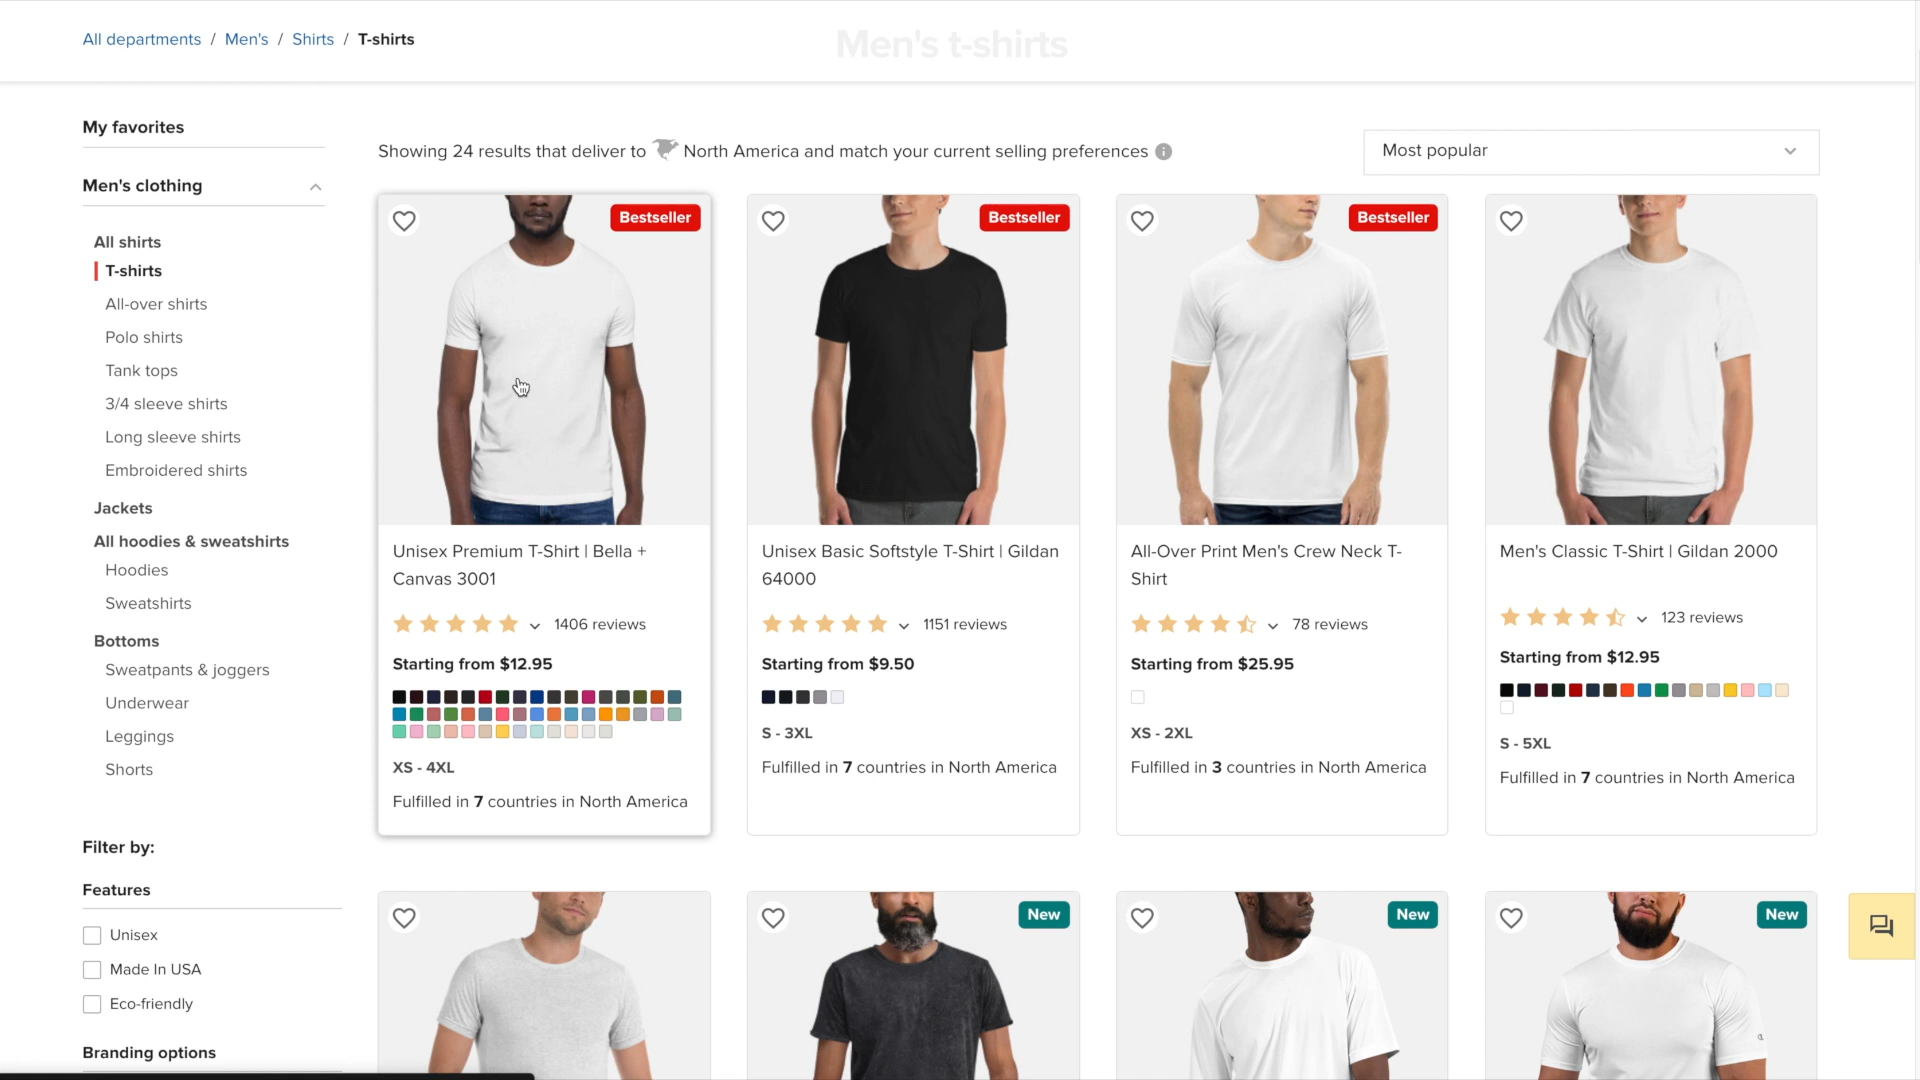 All departments / Men's / Shirts / T-shirts
Men's t-shirts
My favorites
Men's clothing
All shirts
T-shirts
All-over shirts
Polo shirts
Tank tops
3/4 sleeve shirts
Long sleeve shirts
Embroidered shirts
Jackets
All hoodies & sweatshirts
Hoodies
Sweatshirts
Bottoms
Sweatpants & joggers
Underwear
Leggings
Shorts
Filter by:
Features
Unisex
Made In USA
Eco-friendly
Branding options
Showing 24 results that deliver to North America and match your current selling preferences
Most popular
Bestseller
Unisex Premium T-Shirt | Bella +
Canvas 3001
1406 reviews
Starting from $12.95
XS - 4XL
Fulfilled in 7 countries in North America
Bestseller
Unisex Basic Softstyle T-Shirt | Gildan
64000
1151 reviews
Starting from $9.50
S - 3XL
Fulfilled in 7 countries in North America
Bestseller
All-Over Print Men's Crew Neck T-
Shirt
78 reviews
Starting from $25.95
XS - 2XL
Fulfilled in 3 countries in North America
Men's Classic T-Shirt | Gildan 2000
123 reviews
Starting from $12.95
S - 5XL
Fulfilled in 7 countries in North America
New
New
New